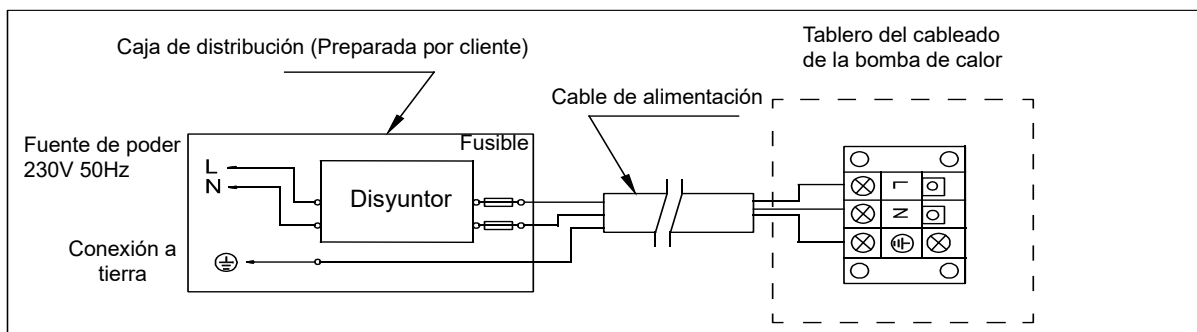 Caja de distribución (Preparada por cliente)
Tablero del cableado
de la bomba de calor
Cable de alimentación
Fuente de poder
230V 50Hz
Fusible
L
N
Disyuntor
Conexión a
tierra
L
N